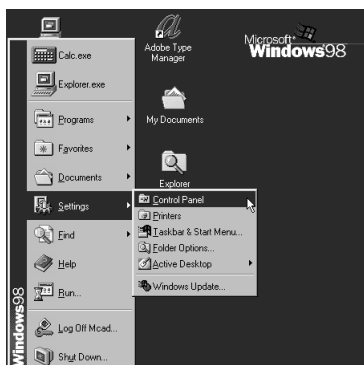 Adobe Type
Manager
Microsoft
Windows98
Calc.exe
Explorer.exe
My Documents
Programs
Favorites
Explorer
Documents
Settings
Control Panel
Printers
Taskbar & Start Menu...
Folder Options...
Active Desktop
Windows Update...
Find
Help
Run...
Log Off Mcad...
Shut Down...
Windows98